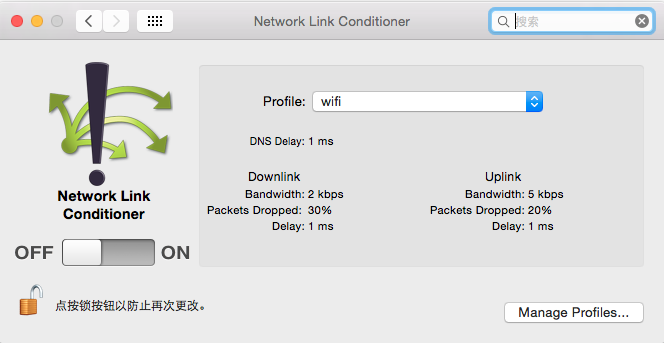 Network Link Conditioner
搜索
Profile: wifi
DNS Delay: 1 ms
Downlink
Bandwidth: 2 kbps
Packets Dropped: 30%
Delay: 1 ms
Uplink
Bandwidth: 5 kbps
Packets Dropped: 20%
Delay: 1 ms
Network Link
Conditioner
OFF ON
点按锁按钮以防止再次更改。
Manage Profiles...